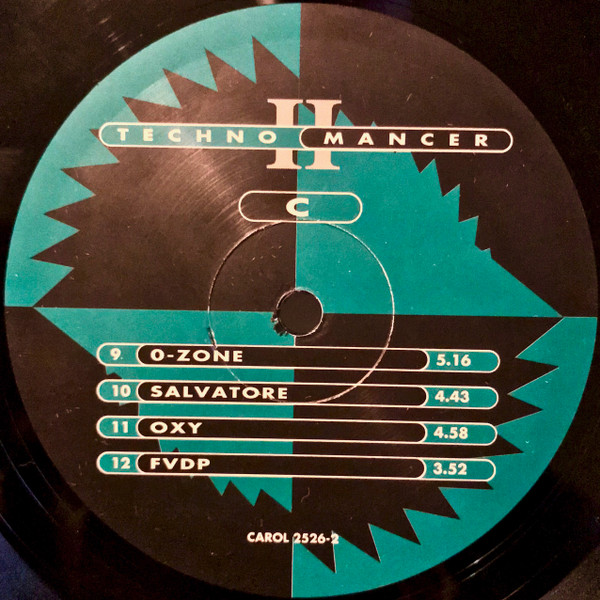 II
TECHNO MANCER
C
9 0-ZONE 5.16
10 SALVATORE 4.43
11 OXY 4.58
12 FVDP 3.52
CAROL 2526-2